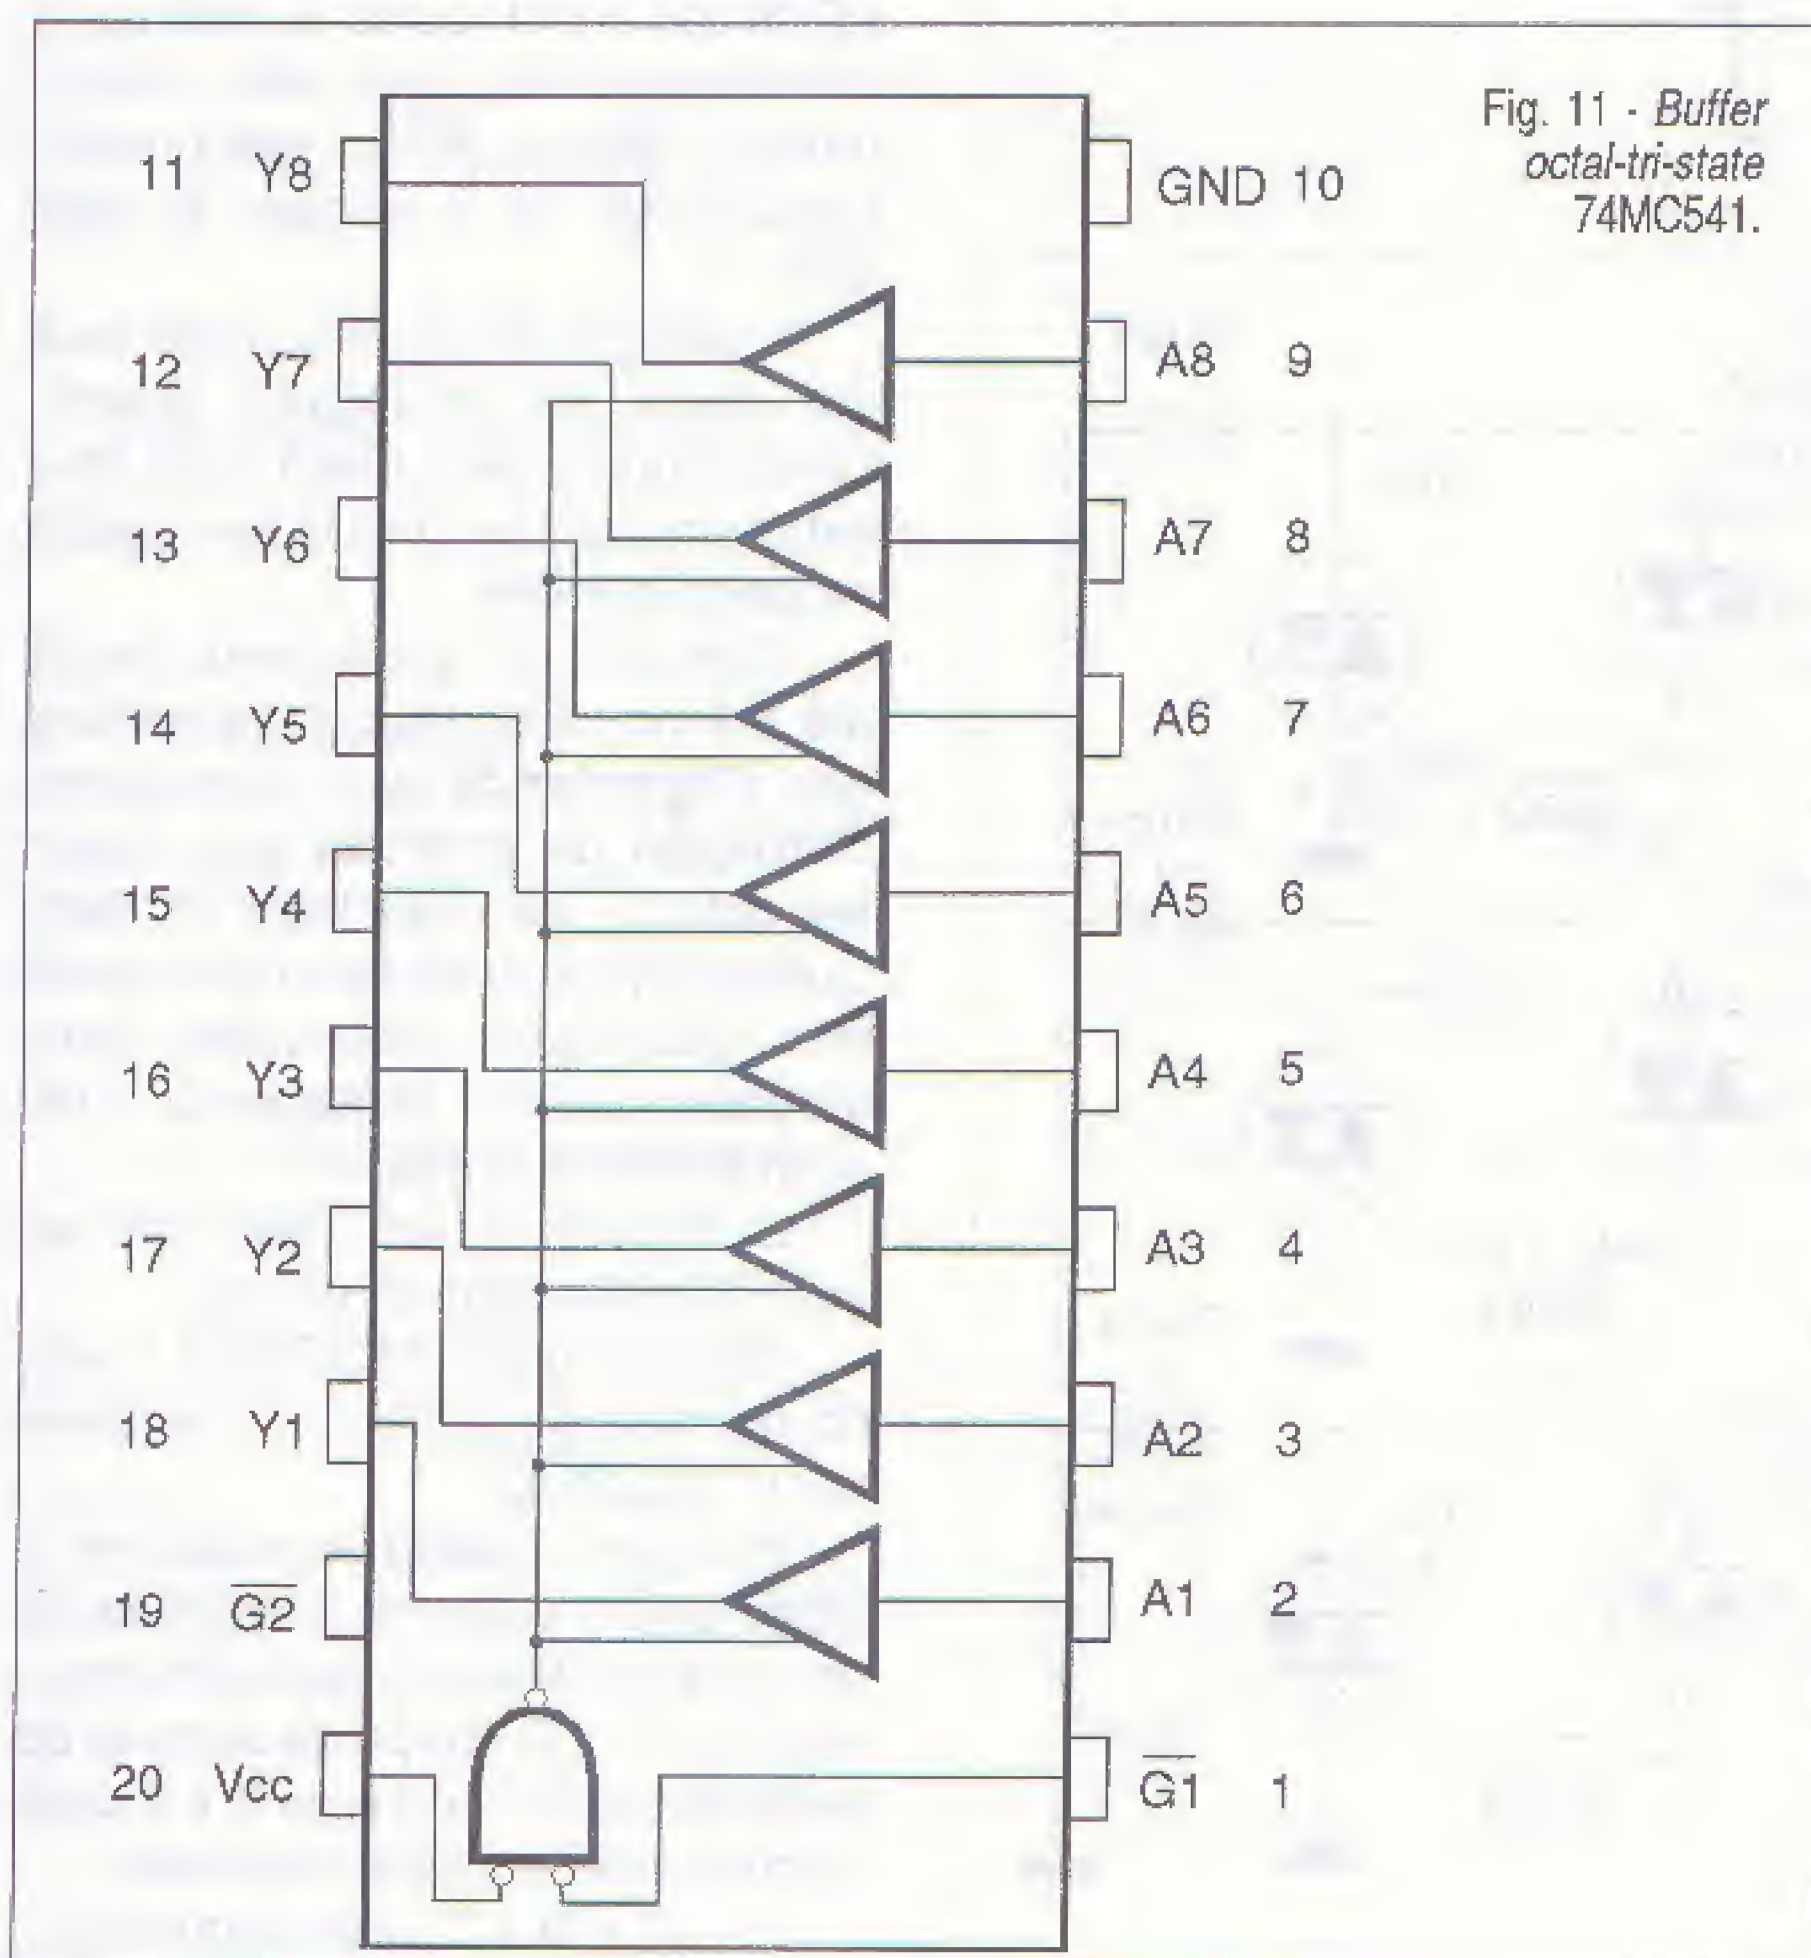 Fig. 11 - Buffer
octal-tri-state
74MC541.
11 Y8 GND 10
12 Y7 A8 9
13 Y6 A7 8
14 Y5 A6 7
15 Y4 A5 6
16 Y3 A4 5
17 Y2 A3 4
18 Y1 A2 3
19 G2̅ A1 2
20 Vcc G1̅ 1